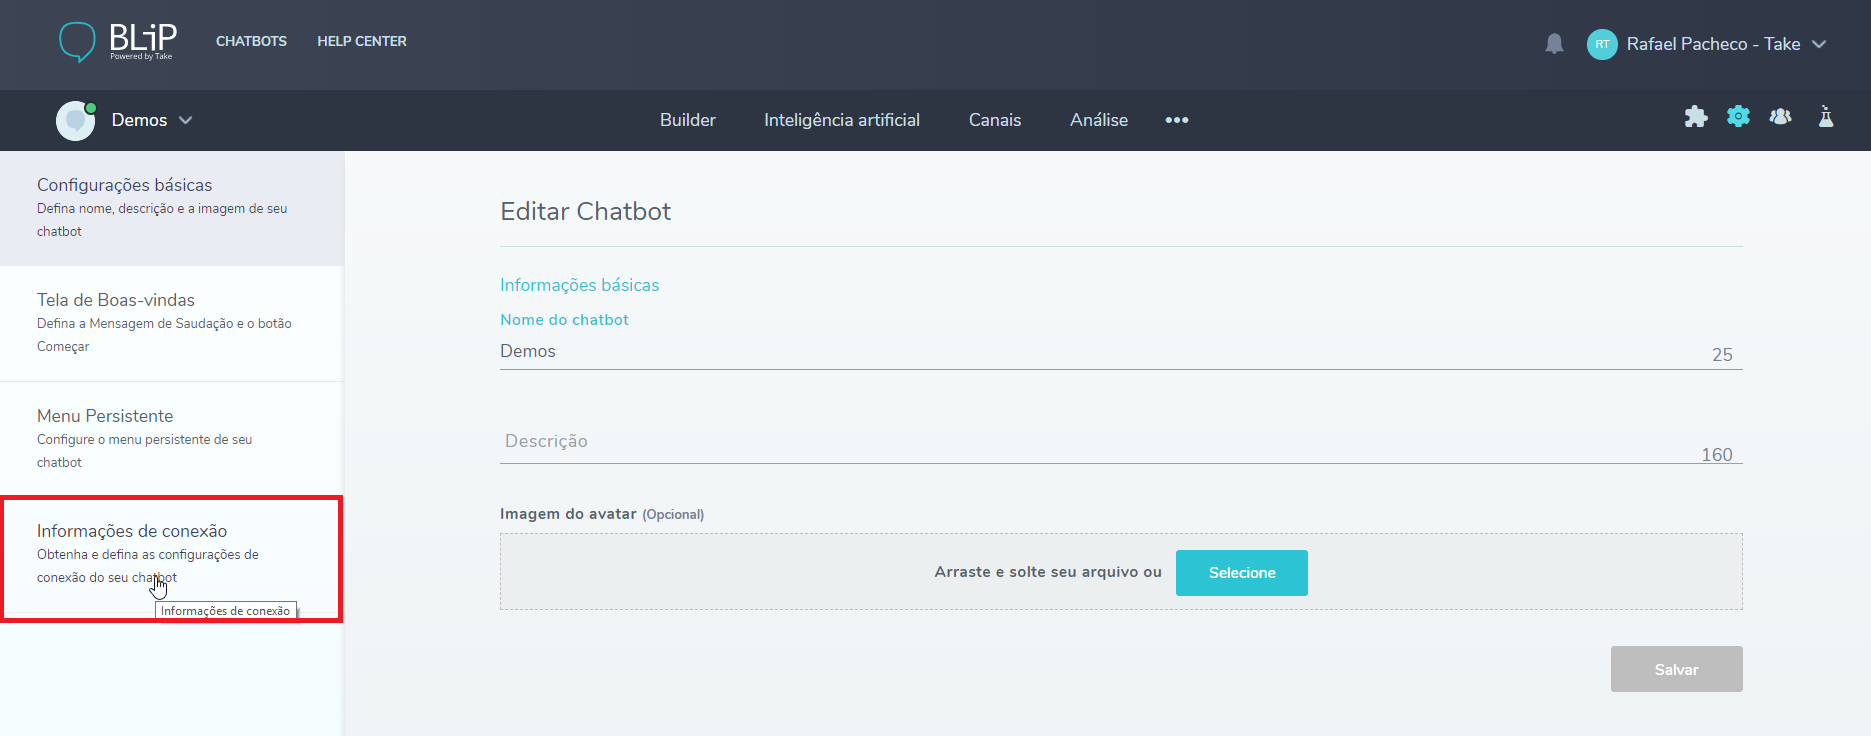 BLiP
Powered by Take
CHATBOTS
HELP CENTER
RT
Rafael Pacheco - Take
Demos
Builder
Inteligência artificial
Canais
Análise
Configurações básicas
Defina nome, descrição e a imagem de seu
chatbot
Tela de Boas-vindas
Defina a Mensagem de Saudação e o botão
Começar
Menu Persistente
Configure o menu persistente de seu
chatbot
Informações de conexão
Obtenha e defina as configurações de
conexão do seu chatbot
Informações de conexão
Editar Chatbot
Informações básicas
Nome do chatbot
Demos
25
Descrição
160
Imagem do avatar (Opcional)
Arraste e solte seu arquivo ou
Selecione
Salvar